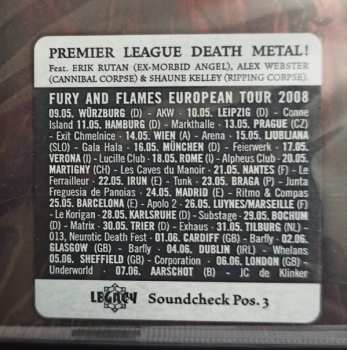 PREMIER LEAGUE DEATH METAL!
Feat. ERIK RUTAN (EX-MORBID ANGEL), ALEX WEBSTER
(CANNIBAL CORPSE) & SHAUNE KELLEY (RIPPING CORPSE).
FURY AND FLAMES EUROPEAN TOUR 2008
09.05. WÜRZBURG (D) - AKW • 10.05. LEIPZIG (D) - Conne
Island 11.05. HAMBURG (D) - Markthalle • 13.05. PRAGUE (CZ)
- Exit Chmelnice • 14.05. WIEN (A) - Arena • 15.05. LJUBLIANA
(SLO) - Gala Hala • 16.05. MÜNCHEN (D) - Feierwerk • 17.05.
VERONA (I) - Lucille Club • 18.05. ROME (I) - Alpheus Club • 20.05.
MARTIGNY (CH) - Les Caves du Manoir • 21.05. NANTES (F) - Le
Ferrailleur • 22.05. IRUN (E) - Tunk • 23.05. BRAGA (P) - Junta
Freguesia de Panoias • 24.05. MADRID (E) - Ritmo & Compas
25.05. BARCELONA (E) - Apolo 2 • 26.05. LUYNES/MARSEILLE (F)
- Le Korigan • 28.05. KARLSRUHE (D) - Substage • 29.05. BOCHUM
(D) - Matrix • 30.05. TRIER (D) - Exhaus • 31.05. TILBURG (NL) -
013, Neurotic Death Fest • 01.06. CARDIFF (GB) - Barfly • 02.06.
GLASGOW (GB) - Barfly • 04.06. DUBLIN (IRL) - Whelans
05.06. SHEFFIELD (GB) - Corporation • 06.06. LONDON (GB) -
Underworld • 07.06. AARSCHOT (B) - JC de Klinker
LEGACY Soundcheck Pos. 3